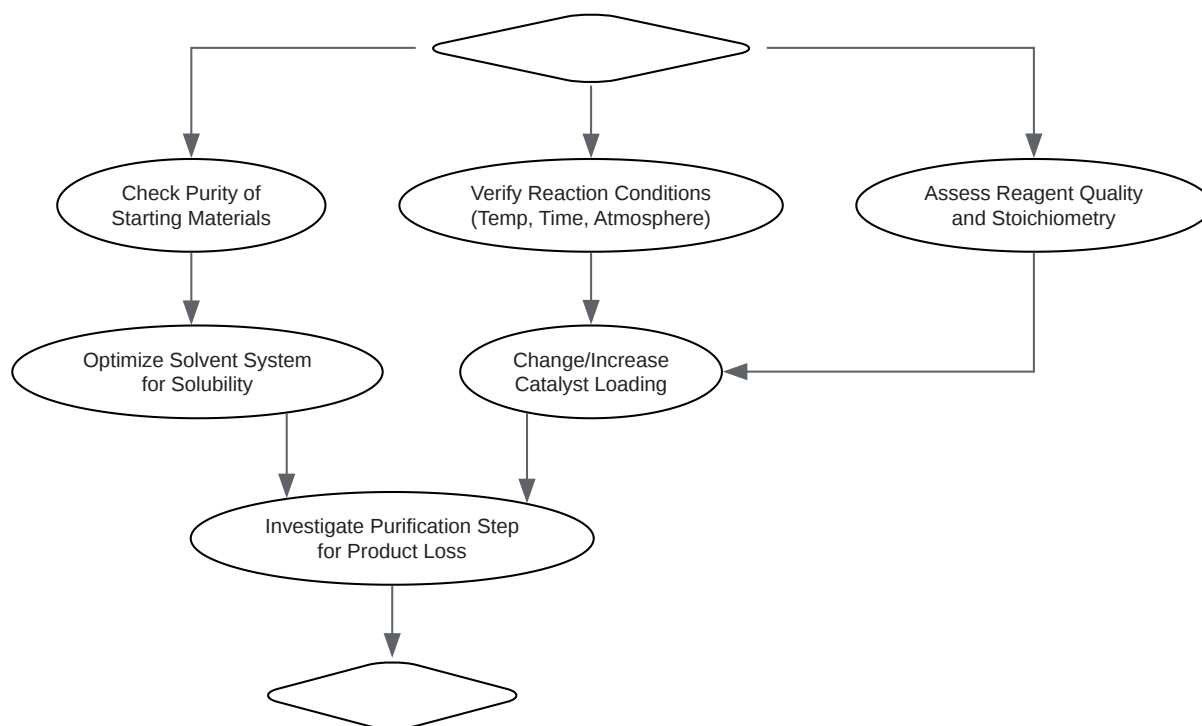 Check Purity of
Starting Materials
Verify Reaction Conditions
(Temp, Time, Atmosphere)
Assess Reagent Quality
and Stoichiometry
Optimize Solvent System
for Solubility
Change/Increase
Catalyst Loading
Investigate Purification Step
for Product Loss